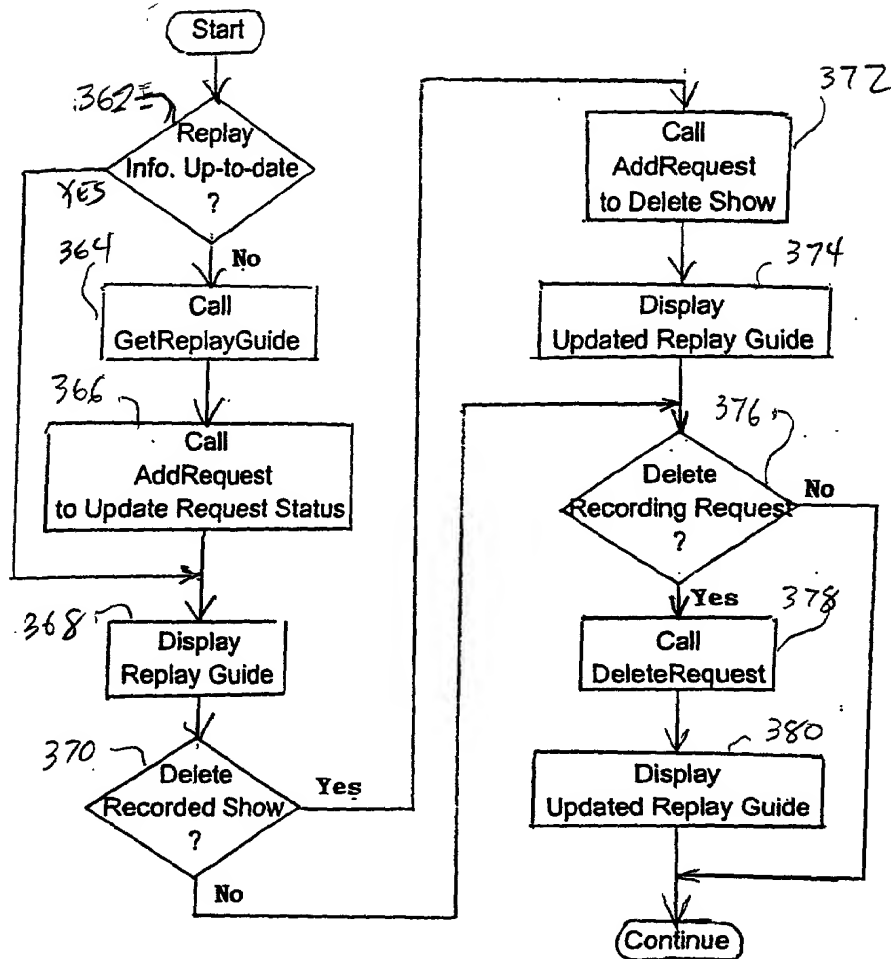 Start
362
Replay
Info. Up-to-date
?
YES
No
364
Call
GetReplayGuide
366
Call
AddRequest
to Update Request Status
368
Display
Replay Guide
370
Delete
Recorded Show
?
Yes
No
372
Call
AddRequest
to Delete Show
374
Display
Updated Replay Guide
376
Delete
Recording Request
?
No
Yes
378
Call
DeleteRequest
380
Display
Updated Replay Guide
Continue